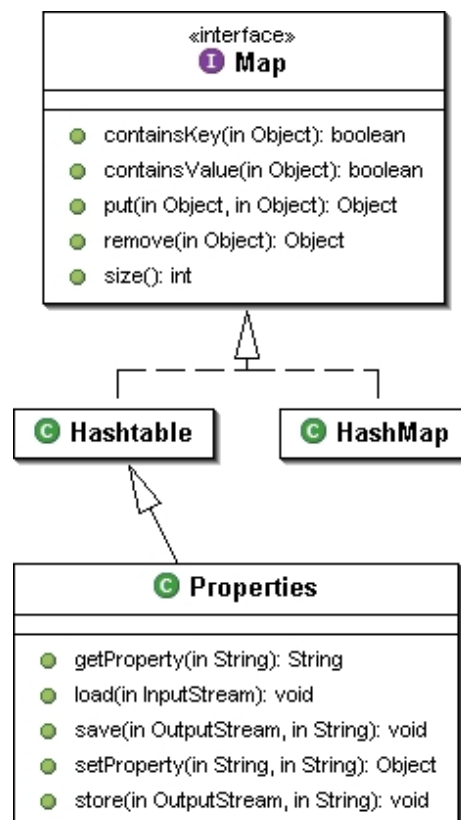 «interface»
I Map
containsKey(in Object): boolean
containsValue(in Object): boolean
put(in Object, in Object): Object
remove(in Object): Object
size(): int
C Hashtable
C HashMap
C Properties
getProperty(in String): String
load(in InputStream): void
save(in OutputStream, in String): void
setProperty(in String, in String): Object
store(in OutputStream, in String): void